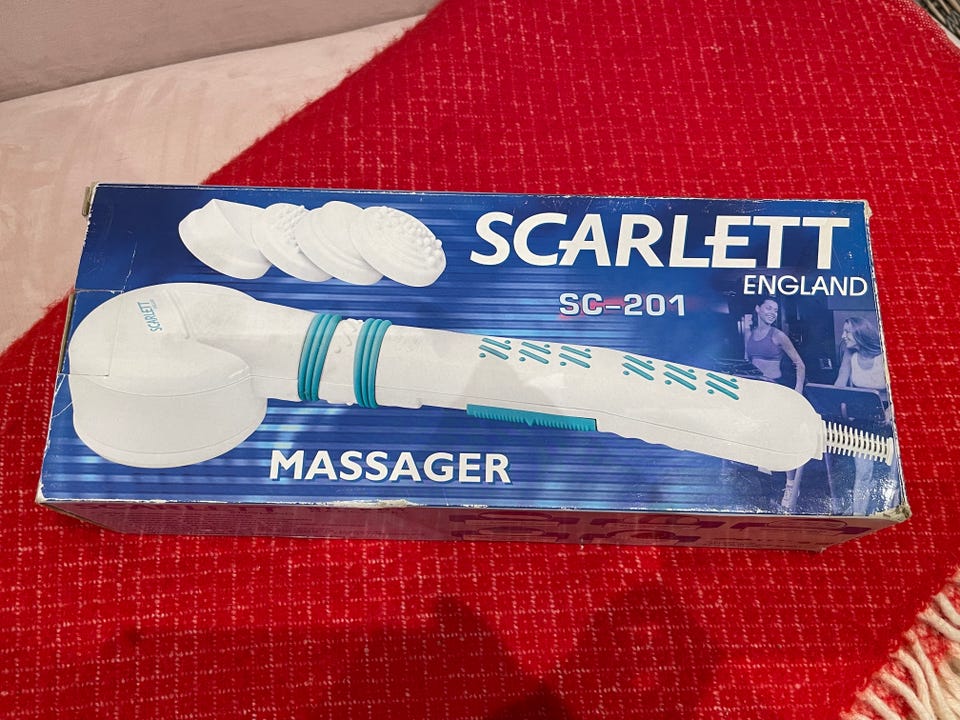 SCARLETT
ENGLAND
SC-201
SCARLETT
MASSAGER